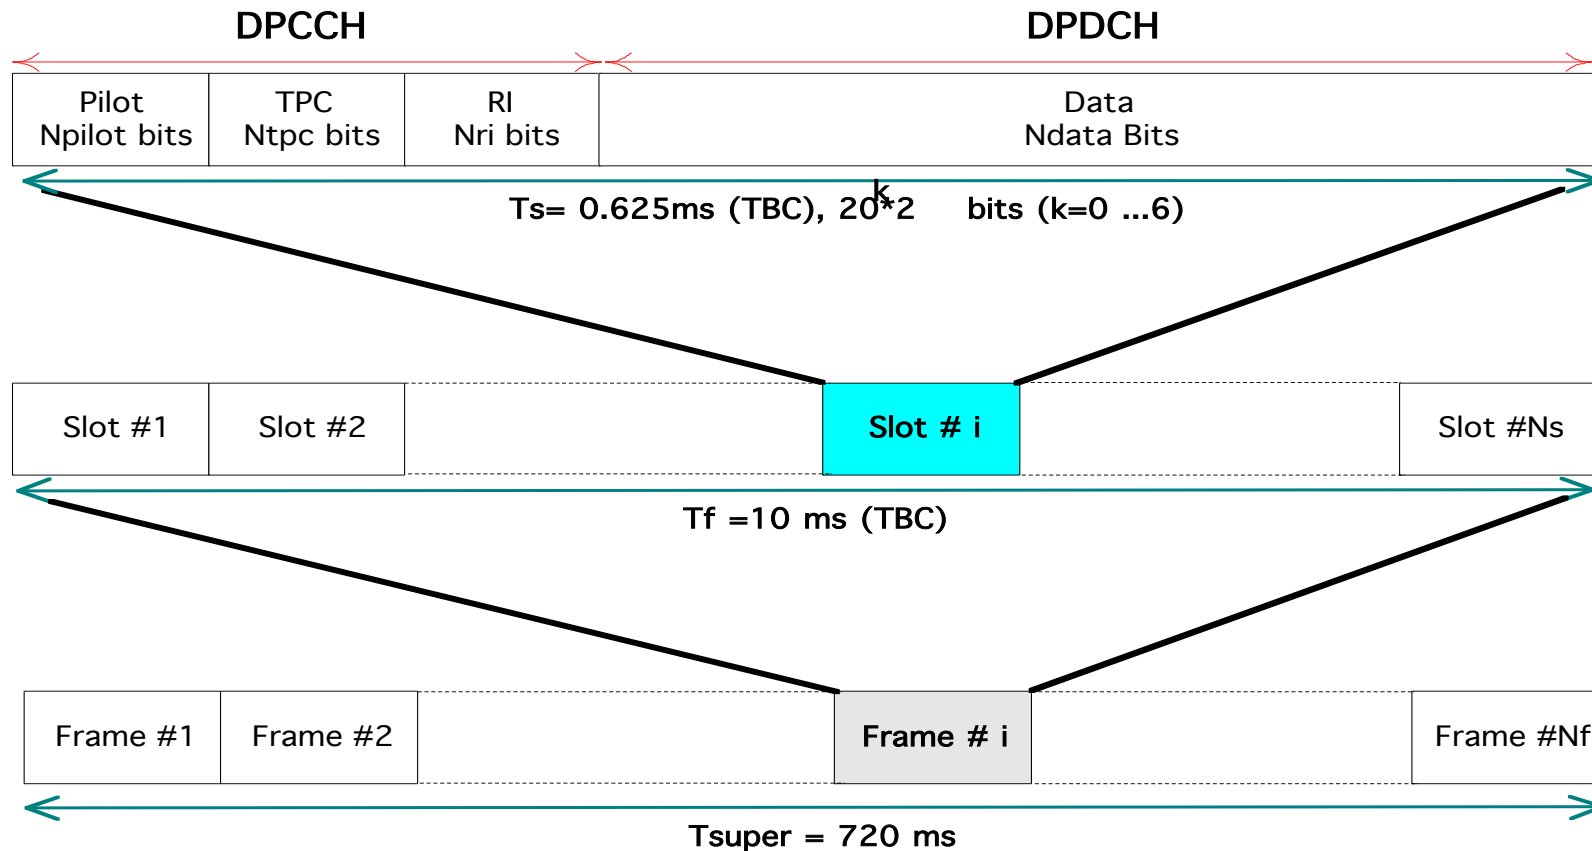 DPCCH DPDCH
Pilot TPC RI Data
Npilot bits Ntpc bits Nri bits Ndata Bits
k
Ts= 0.625ms (TBC), 20*2 bits (k=0 ...6)
Slot #1 Slot #2 Slot # i Slot #Ns
Tf =10 ms (TBC)
Frame #1 Frame #2 Frame # i Frame #Nf
Tsuper = 720 ms